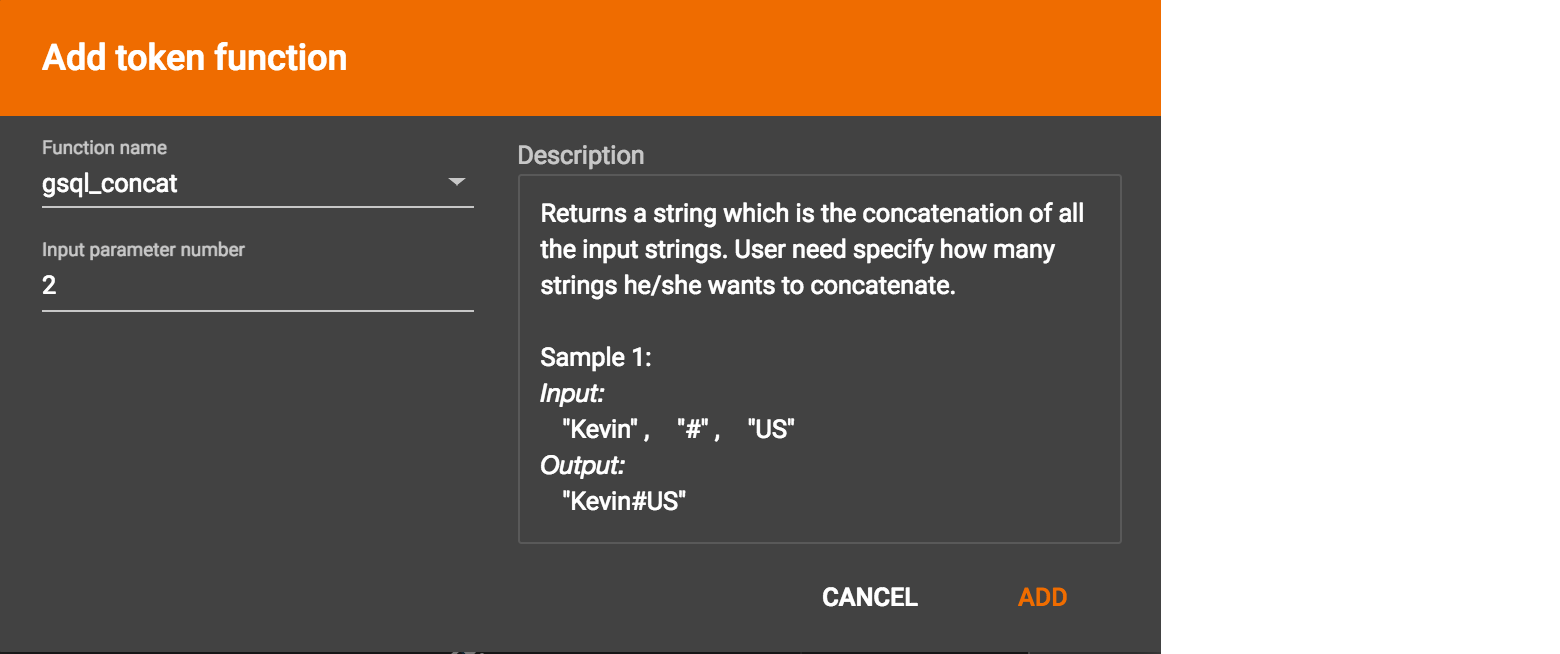 Add token function
Function name
gsql_concat
Input parameter number
2
Description
Returns a string which is the concatenation of all
the input strings. User need specify how many
strings he/she wants to concatenate.
Sample 1:
Input:
"Kevin" , "#" , "US"
Output:
"Kevin#US"
CANCEL
ADD